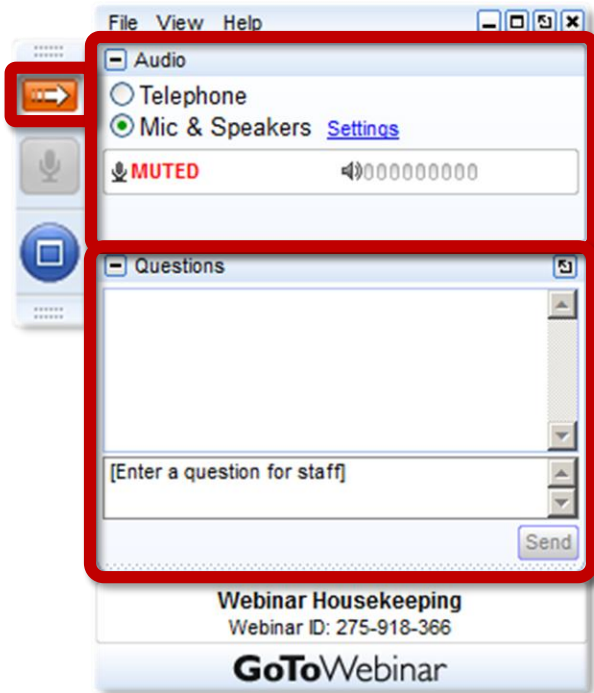 File View Help
Audio
Telephone
Mic & Speakers Settings
MUTED 000000000
Questions
[Enter a question for staff]
Send
Webinar Housekeeping
Webinar ID: 275-918-366
GoToWebinar